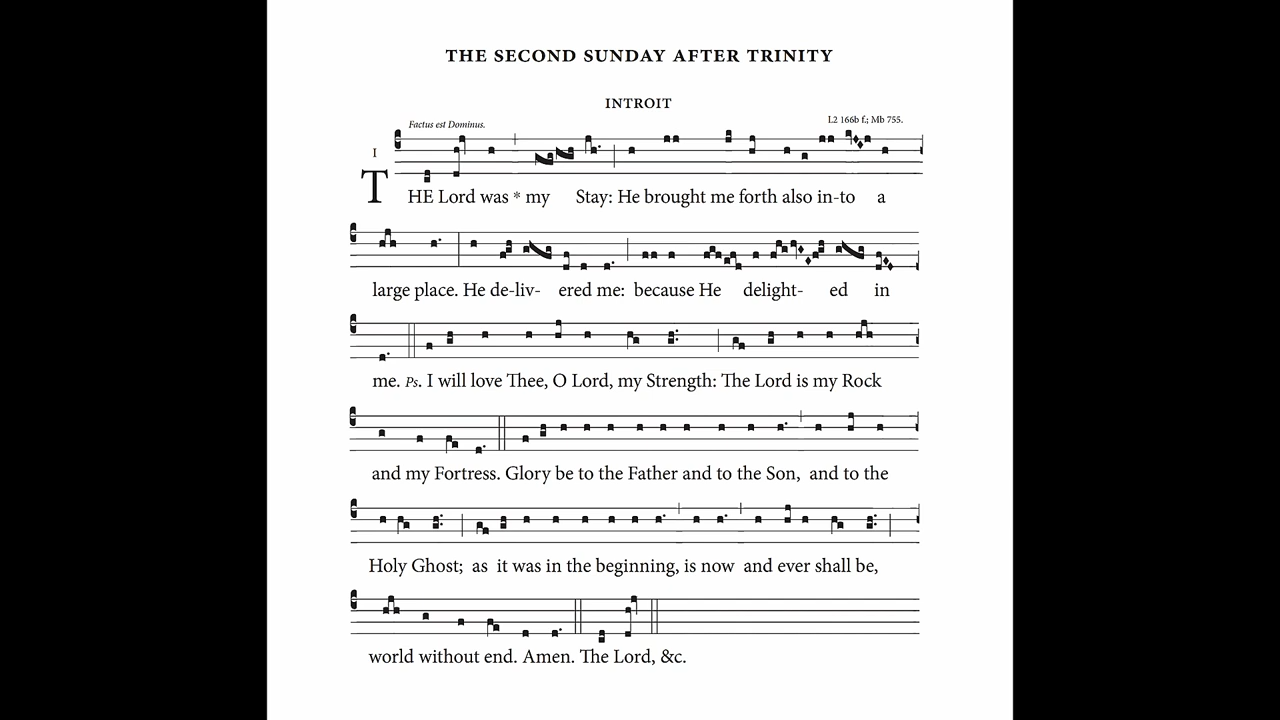 THE SECOND SUNDAY AFTER TRINITY
INTROIT
Factus est Dominus.
L2 166b f.; Mb 755.
I
THE Lord was * my Stay: He brought me forth also in-to a
large place. He de-liv- ered me: because He delight- ed in
me. Ps. I will love Thee, O Lord, my Strength: The Lord is my Rock
and my Fortress. Glory be to the Father and to the Son, and to the
Holy Ghost; as it was in the beginning, is now and ever shall be,
world without end. Amen. The Lord, &c.